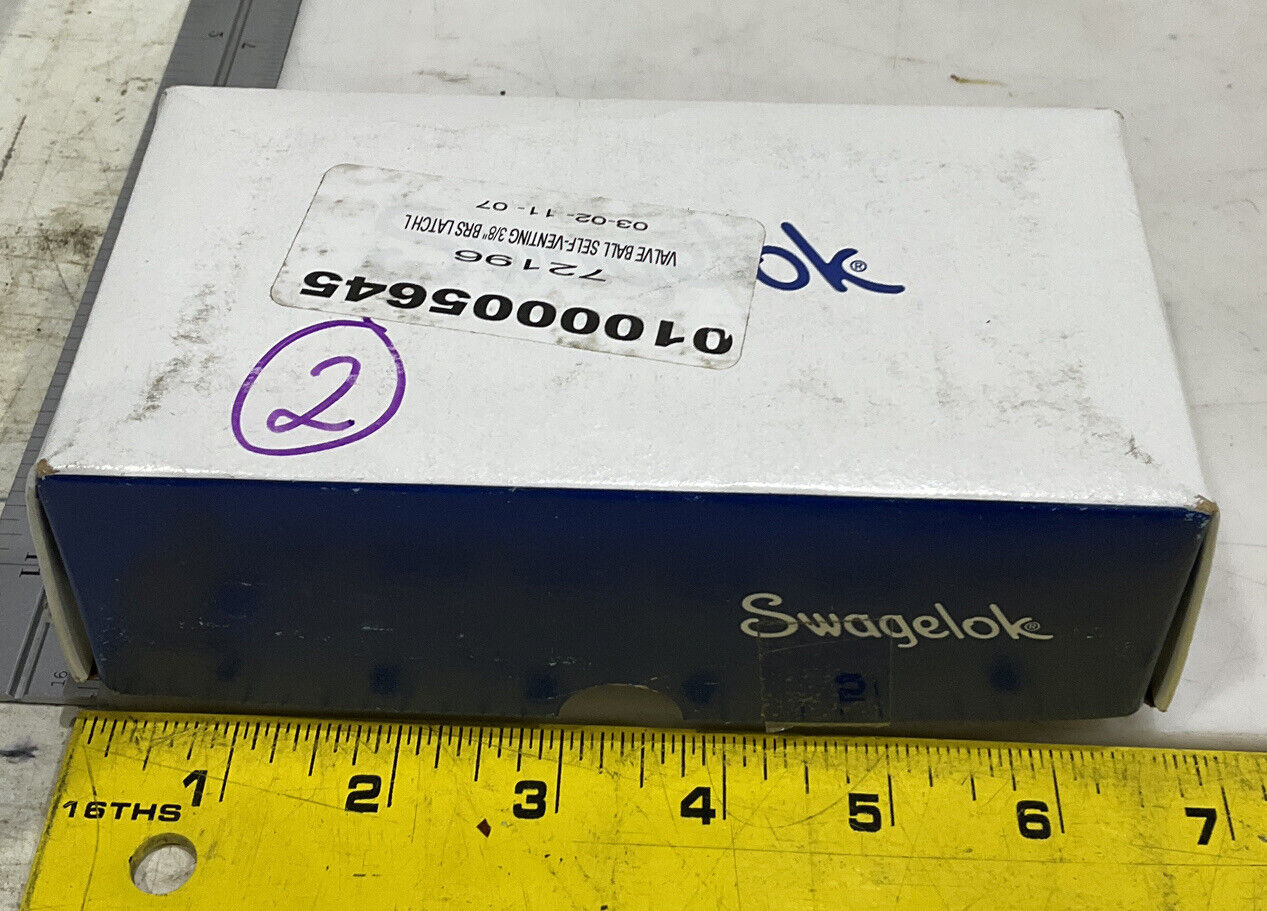 0100005645
72196
VALVE BALL SELF-VENTING 3/8" BRS LATCH L
03-02- 11- 07
ok®
2
Swagelok®
16THS
1 2 3 4 5 6 7